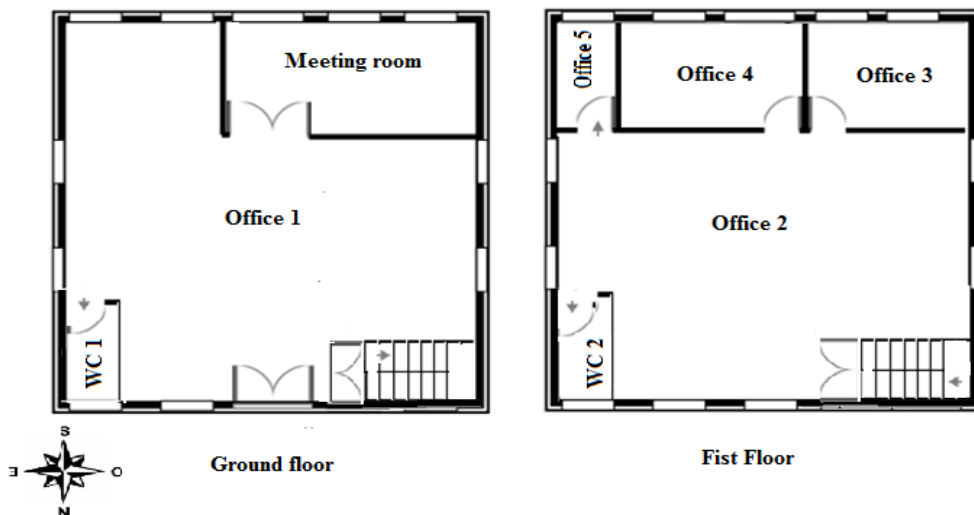 Meeting room
Office 1
WC 1
Ground floor
Office 5
Office 4
Office 3
Office 2
WC 2
Fist Floor
S
E O
N